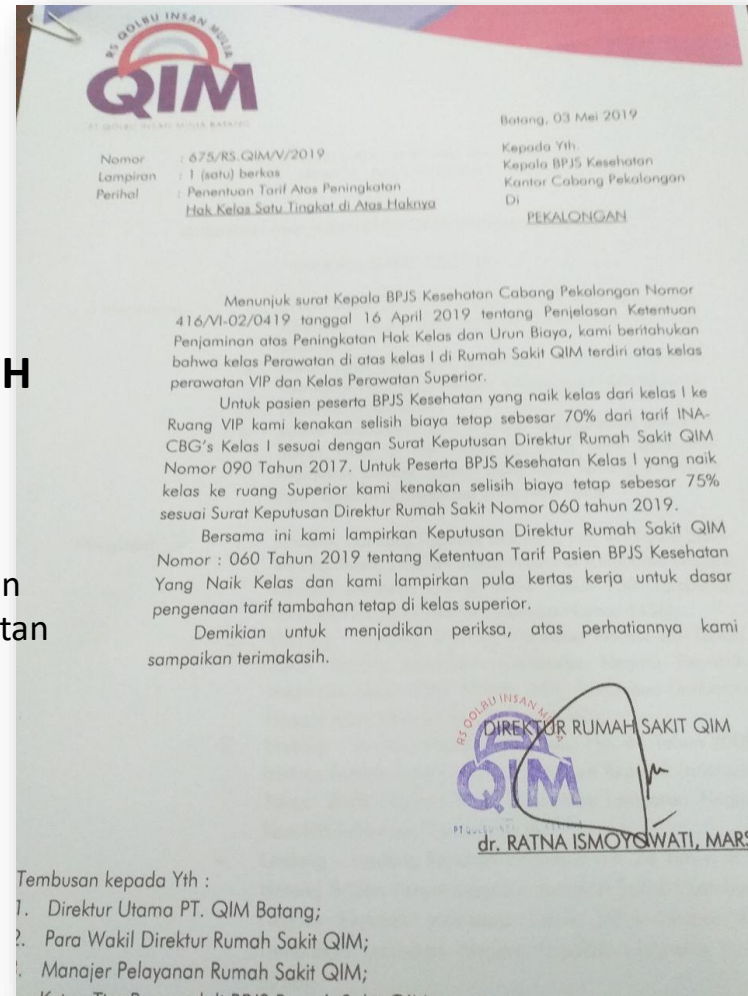 RS QOLBU INSAN MULIA
QIM
PT QOLBU INSAN MULIA BATANG
Batang, 03 Mei 2019
Nomor : 675/RS.QIM/V/2019
Lampiran : 1 (satu) berkas
Perihal : Penentuan Tarif Atas Peningkatan
Hak Kelas Satu Tingkat di Atas Haknya
Kepada Yth.
Kepala BPJS Kesehatan
Kantor Cabang Pekalongan
Di
PEKALONGAN
Menunjuk surat Kepala BPJS Kesehatan Cabang Pekalongan Nomor
416/VI-02/0419 tanggal 16 April 2019 tentang Penjelasan Ketentuan
Penjaminan atas Peningkatan Hak Kelas dan Urun Biaya, kami beritahukan
bahwa kelas Perawatan di atas kelas I di Rumah Sakit QIM terdiri atas kelas
perawatan VIP dan Kelas Perawatan Superior.
Untuk pasien peserta BPJS Kesehatan yang naik kelas dari kelas I ke
Ruang VIP kami kenakan selisih biaya tetap sebesar 70% dari tarif INA-
CBG's Kelas I sesuai dengan Surat Keputusan Direktur Rumah Sakit QIM
Nomor 090 Tahun 2017. Untuk Peserta BPJS Kesehatan Kelas I yang naik
kelas ke ruang Superior kami kenakan selisih biaya tetap sebesar 75%
sesuai Surat Keputusan Direktur Rumah Sakit Nomor 060 tahun 2019.
Bersama ini kami lampirkan Keputusan Direktur Rumah Sakit QIM
Nomor : 060 Tahun 2019 tentang Ketentuan Tarif Pasien BPJS Kesehatan
Yang Naik Kelas dan kami lampirkan pula kertas kerja untuk dasar
pengenaan tarif tambahan tetap di kelas superior.
Demikian untuk menjadikan periksa, atas perhatiannya kami
sampaikan terimakasih.
H
n
tan
RS QOLBU INSAN
DIREKTUR RUMAH SAKIT QIM
QIM
dr. RATNA ISMOYOWATI, MARS
Tembusan kepada Yth :
1. Direktur Utama PT. QIM Batang;
2. Para Wakil Direktur Rumah Sakit QIM;
. Manajer Pelayanan Rumah Sakit QIM;